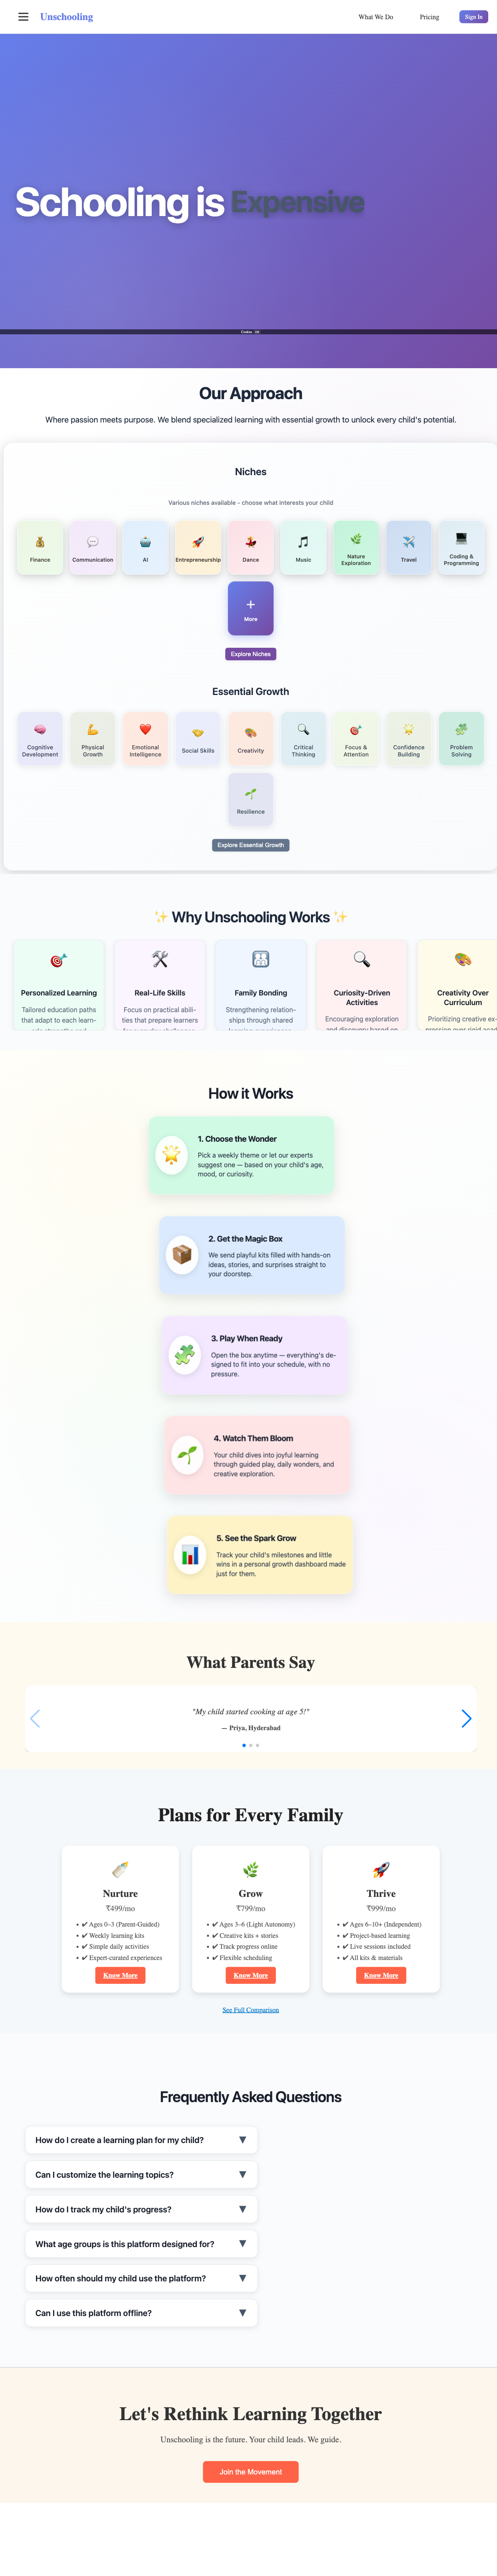 Unschooling
What We Do
Pricing
Sign In
Schooling is Expensive
Cookies OK
Our Approach
Where passion meets purpose. We blend specialized learning with essential growth to unlock every child's potential.
Niches
Various niches available - choose what interests your child
Finance
Communication
AI
Entrepreneurship
Dance
Music
Nature
Exploration
Travel
Coding &
Programming
+
More
Explore Niches
Essential Growth
Cognitive
Development
Physical
Growth
Emotional
Intelligence
Social Skills
Creativity
Critical
Thinking
Focus &
Attention
Confidence
Building
Problem
Solving
Resilience
Explore Essential Growth
✨ Why Unschooling Works ✨
Personalized Learning
Tailored education paths
that adapt to each learn-
Real-Life Skills
Focus on practical abili-
ties that prepare learners
Family Bonding
Strengthening relation-
ships through shared
Curiosity-Driven
Activities
Encouraging exploration
and discovery based on
Creativity Over
Curriculum
Prioritizing creative ex-
How it Works
1. Choose the Wonder
Pick a weekly theme or let our experts
suggest one — based on your child's age,
mood, or curiosity.
2. Get the Magic Box
We send playful kits filled with hands-on
ideas, stories, and surprises straight to
your doorstep.
3. Play When Ready
Open the box anytime — everything's de-
signed to fit into your schedule, with no
pressure.
4. Watch Them Bloom
Your child dives into joyful learning
through guided play, daily wonders, and
creative exploration.
5. See the Spark Grow
Track your child's milestones and little
wins in a personal growth dashboard made
just for them.
What Parents Say
"My child started cooking at age 5!"
— Priya, Hyderabad
Plans for Every Family
Nurture
₹499/mo
• ✔ Ages 0–3 (Parent-Guided)
• ✔ Weekly learning kits
• ✔ Simple daily activities
• ✔ Expert-curated experiences
Know More
Grow
₹799/mo
• ✔ Ages 3–6 (Light Autonomy)
• ✔ Creative kits + stories
• ✔ Track progress online
• ✔ Flexible scheduling
Know More
Thrive
₹999/mo
• ✔ Ages 6–10+ (Independent)
• ✔ Project-based learning
• ✔ Live sessions included
• ✔ All kits & materials
Know More
See Full Comparison
Frequently Asked Questions
How do I create a learning plan for my child?
Can I customize the learning topics?
How do I track my child's progress?
What age groups is this platform designed for?
How often should my child use the platform?
Can I use this platform offline?
Let's Rethink Learning Together
Unschooling is the future. Your child leads. We guide.
Join the Movement